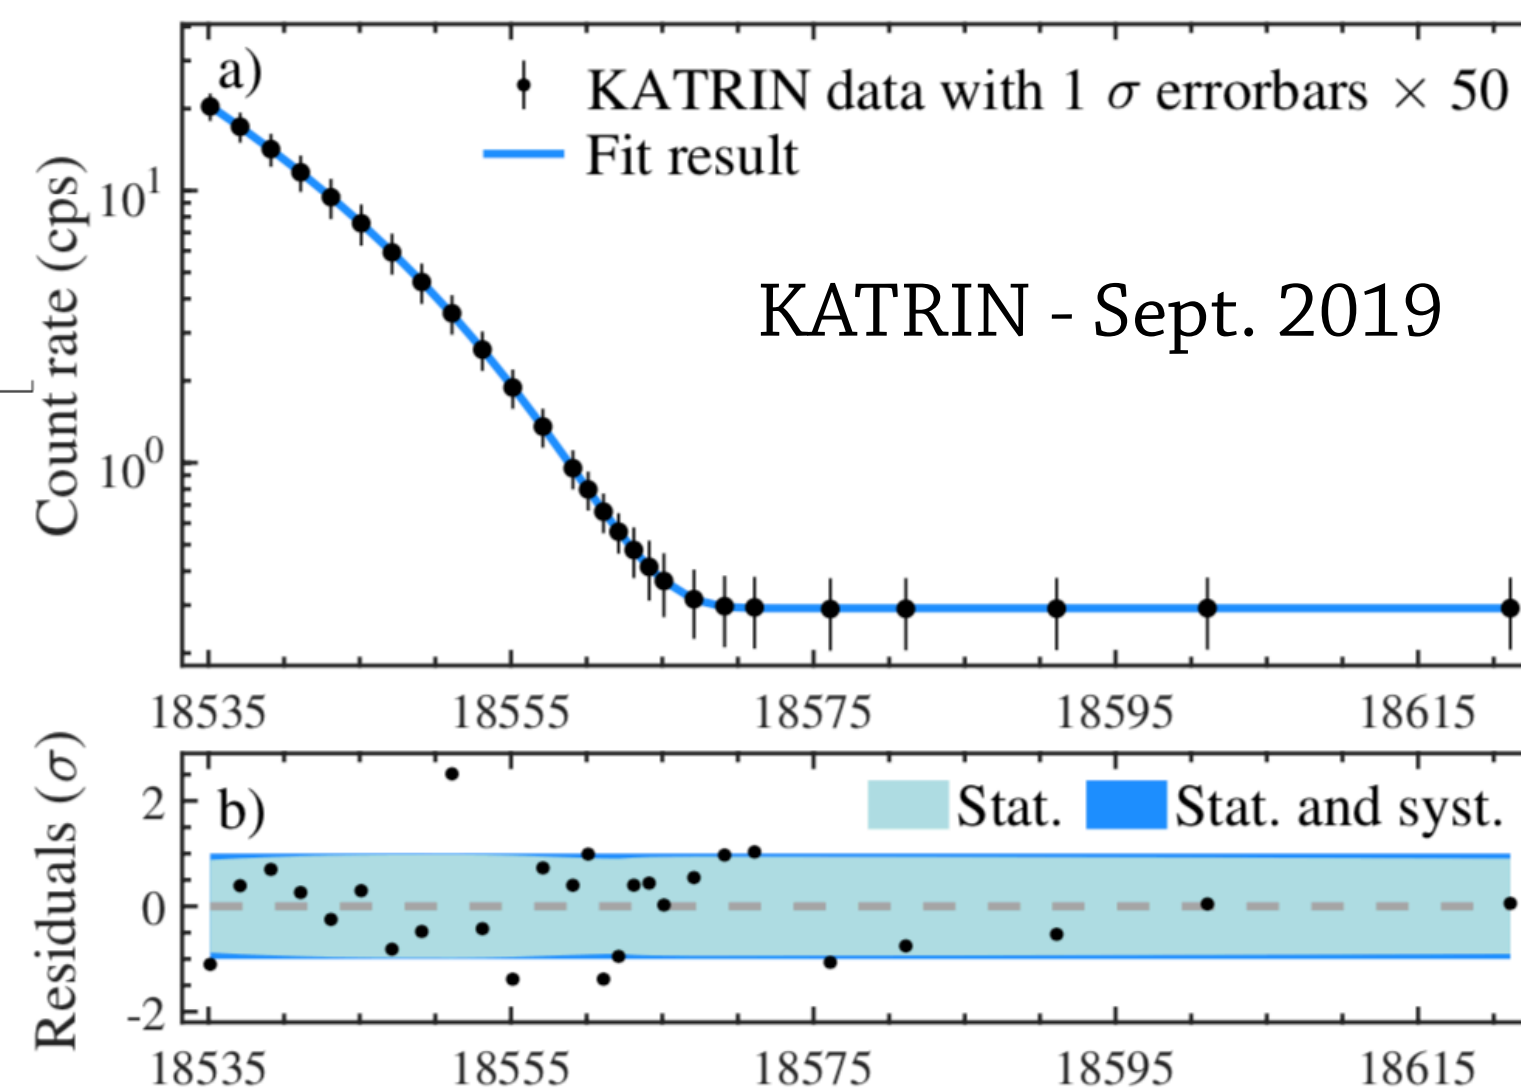 a)
KATRIN data with 1 σ errorbars × 50
Fit result
Count rate (cps)
10¹
10⁰
KATRIN - Sept. 2019
18535 18555 18575 18595 18615
b)
Stat. Stat. and syst.
Residuals (σ)
2
0
-2
18535 18555 18575 18595 18615